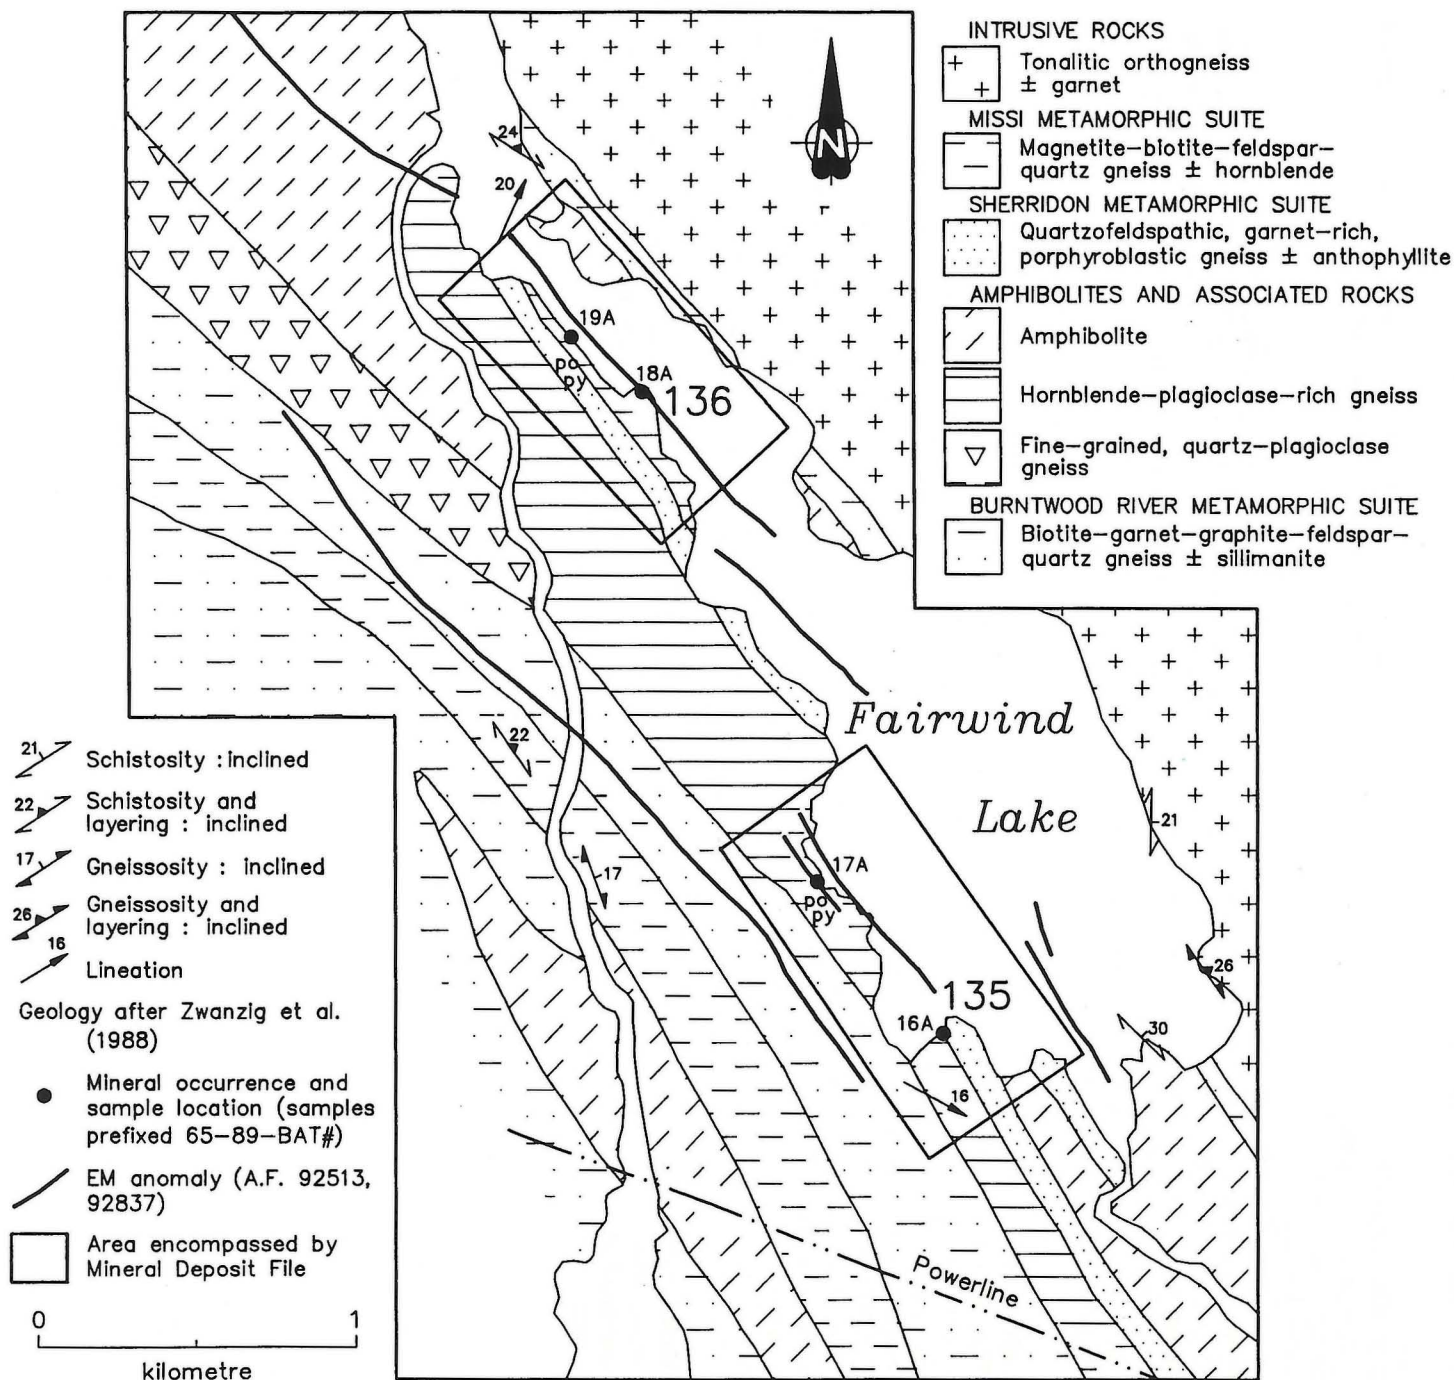 INTRUSIVE ROCKS
Tonalitic orthogneiss
± garnet
MISSI METAMORPHIC SUITE
Magnetite-biotite-feldspar-
quartz gneiss ± hornblende
SHERRIDON METAMORPHIC SUITE
Quartzofeldspathic, garnet-rich,
porphyroblastic gneiss ± anthophyllite
AMPHIBOLITES AND ASSOCIATED ROCKS
Amphibolite
Hornblende-plagioclase-rich gneiss
Fine-grained, quartz-plagioclase
gneiss
BURNTWOOD RIVER METAMORPHIC SUITE
Biotite-garnet-graphite-feldspar-
quartz gneiss ± sillimanite
N
24
20
19A
po
py
18A
136
Fairwind
Lake
22
17
21
17A
po
py
26
135
16A
30
16
Powerline
21
Schistosity : inclined
22
Schistosity and
layering : inclined
17
Gneissosity : inclined
26
Gneissosity and
layering : inclined
16
Lineation
Geology after Zwanzig et al.
(1988)
Mineral occurrence and
sample location (samples
prefixed 65-89-BAT#)
EM anomaly (A.F. 92513,
92837)
Area encompassed by
Mineral Deposit File
0 1
kilometre